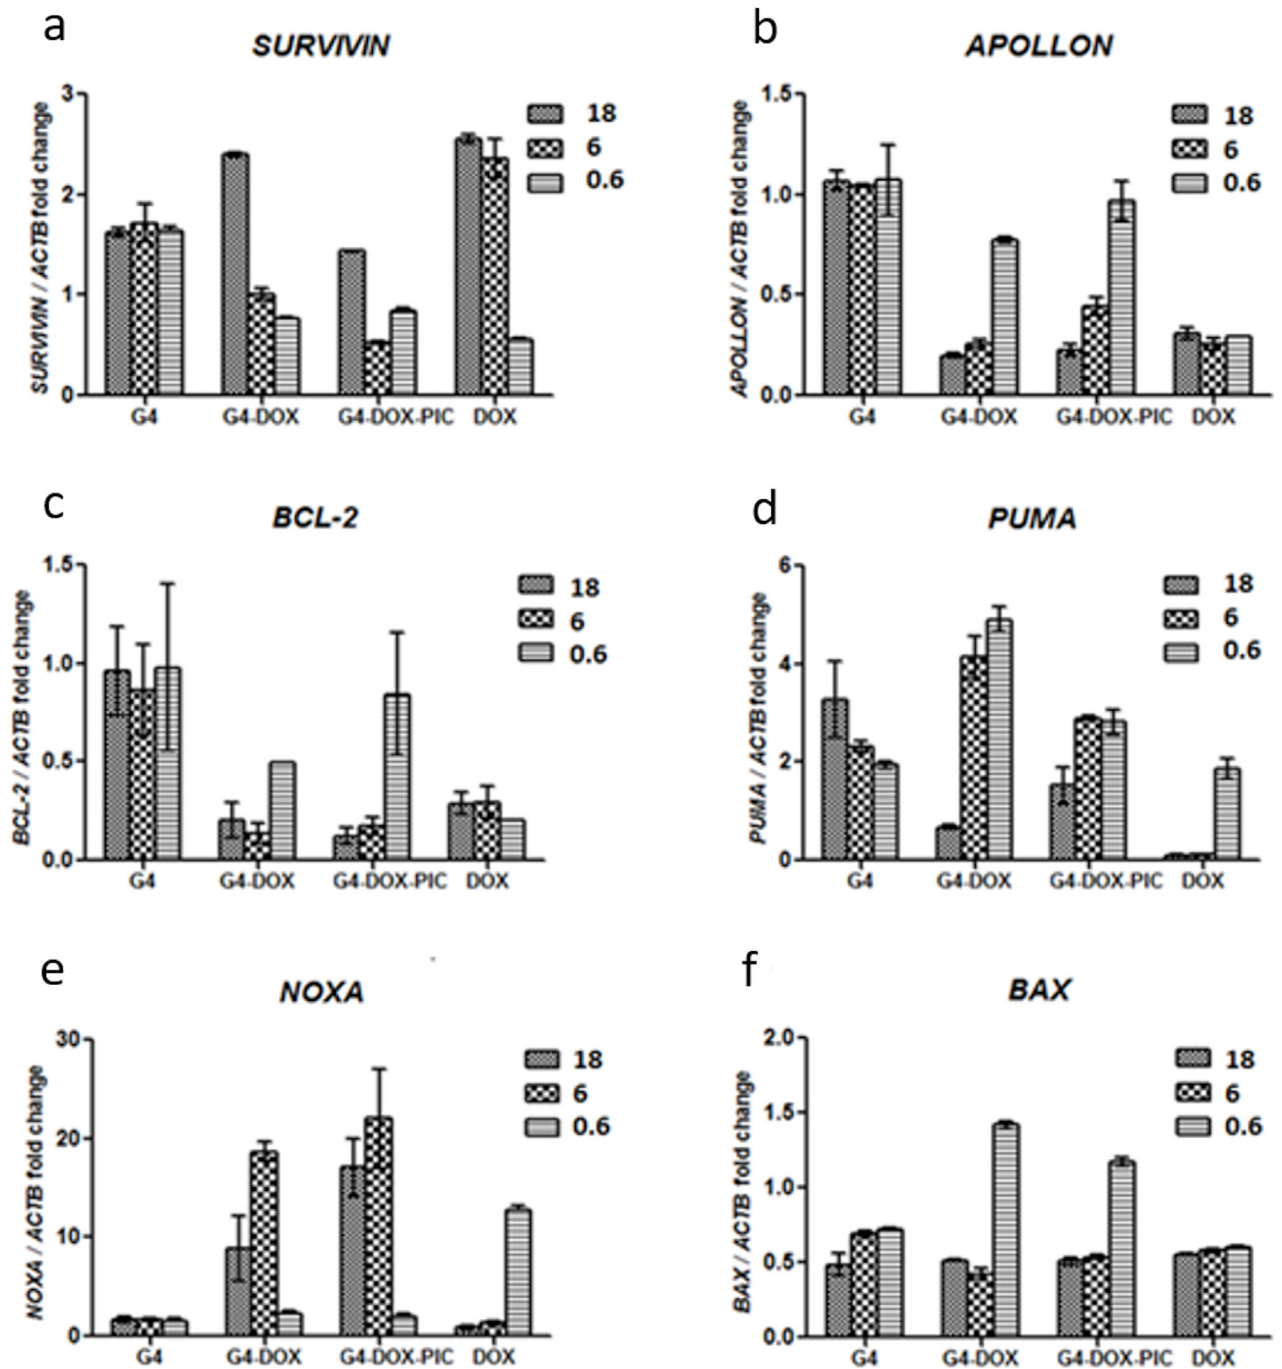 a
SURVIVIN
SURVIVIN / ACTB fold change
3
2
1
0
18
6
0.6
G4 G4-DOX G4-DOX-PIC DOX
b
APOLLON
APOLLON / ACTB fold change
1.5
1.0
0.5
0.0
18
6
0.6
G4 G4-DOX G4-DOX-PIC DOX
c
BCL-2
BCL-2 / ACTB fold change
1.5
1.0
0.5
0.0
18
6
0.6
G4 G4-DOX G4-DOX-PIC DOX
d
PUMA
PUMA / ACTB fold change
6
4
2
0
18
6
0.6
G4 G4-DOX G4-DOX-PIC DOX
e
NOXA
NOXA / ACTB fold change
30
20
10
0
18
6
0.6
G4 G4-DOX G4-DOX-PIC DOX
f
BAX
BAX / ACTB fold change
2.0
1.5
1.0
0.5
0.0
18
6
0.6
G4 G4-DOX G4-DOX-PIC DOX